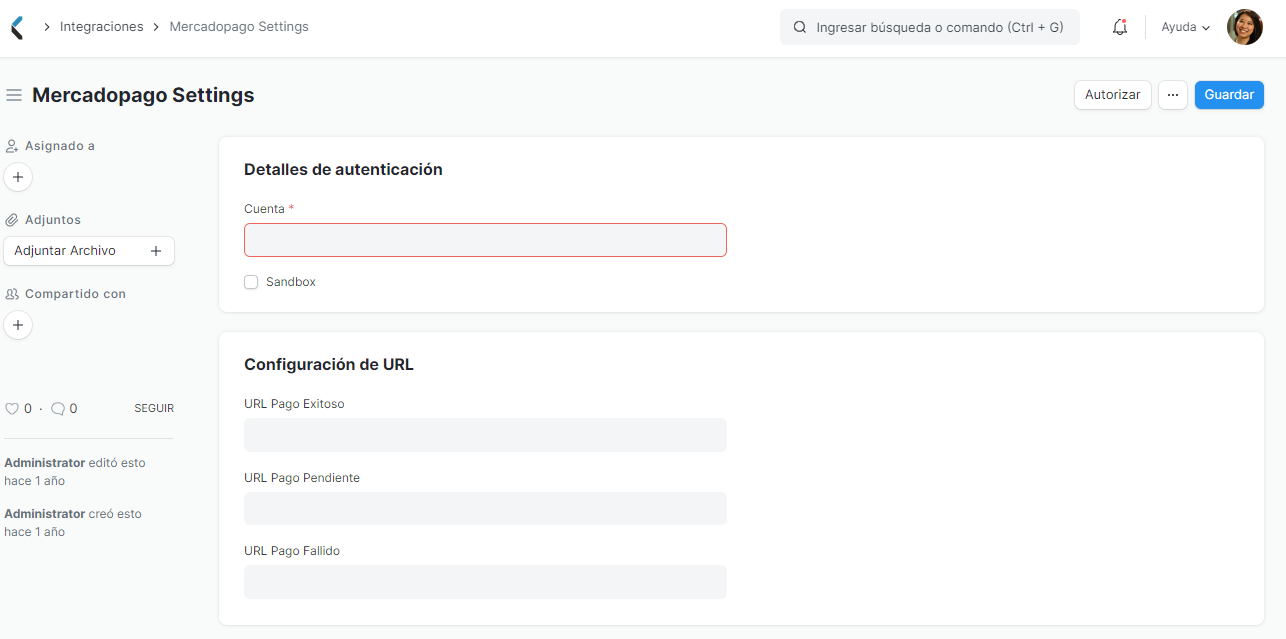 Integraciones
Mercadopago Settings
Ingresar búsqueda o comando (Ctrl + G)
Ayuda
Mercadopago Settings
Autorizar
...
Guardar
Asignado a
Adjuntos
Adjuntar Archivo
Compartido con
0 · 0 SEGUIR
Administrator editó esto
hace 1 año
Administrator creó esto
hace 1 año
Detalles de autenticación
Cuenta *
Sandbox
Configuración de URL
URL Pago Exitoso
URL Pago Pendiente
URL Pago Fallido